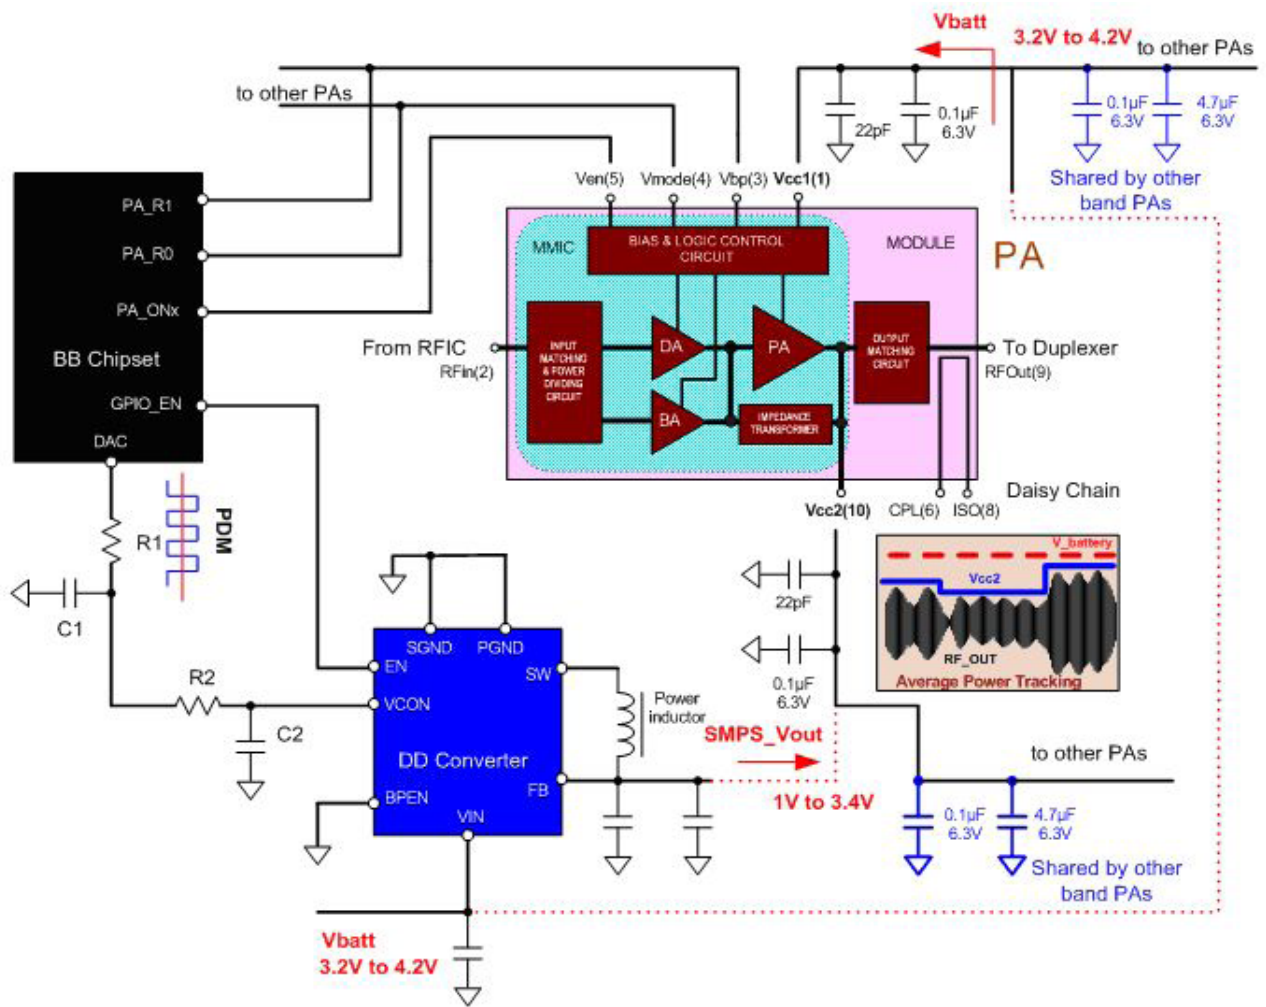 Vbatt
3.2V to 4.2V
to other PAs
to other PAs
22pF
0.1µF
6.3V
0.1µF
6.3V
4.7µF
6.3V
Shared by other
band PAs
Ven(5)
Vmode(4)
Vbp(3)
Vcc1(1)
PA_R1
PA_R0
PA_ONx
BB Chipset
GPIO_EN
DAC
MMIC
BIAS & LOGIC CONTROL
CIRCUIT
MODULE
PA
From RFIC
RFin(2)
INPUT
MATCHING
& POWER
DIVIDING
CIRCUIT
DA
PA
BA
IMPEDANCE
TRANSFORMER
OUTPUT
MATCHING
CIRCUIT
To Duplexer
RFOut(9)
Vcc2(10)
CPL(6)
ISO(8)
Daisy Chain
R1
PDM
C1
R2
C2
22pF
0.1µF
6.3V
V_battery
Vcc2
RF_OUT
Average Power Tracking
SGND
PGND
EN
SW
VCON
DD Converter
FB
BPEN
VIN
Power
inductor
SMPS_Vout
1V to 3.4V
to other PAs
0.1µF
6.3V
4.7µF
6.3V
Shared by other
band PAs
Vbatt
3.2V to 4.2V